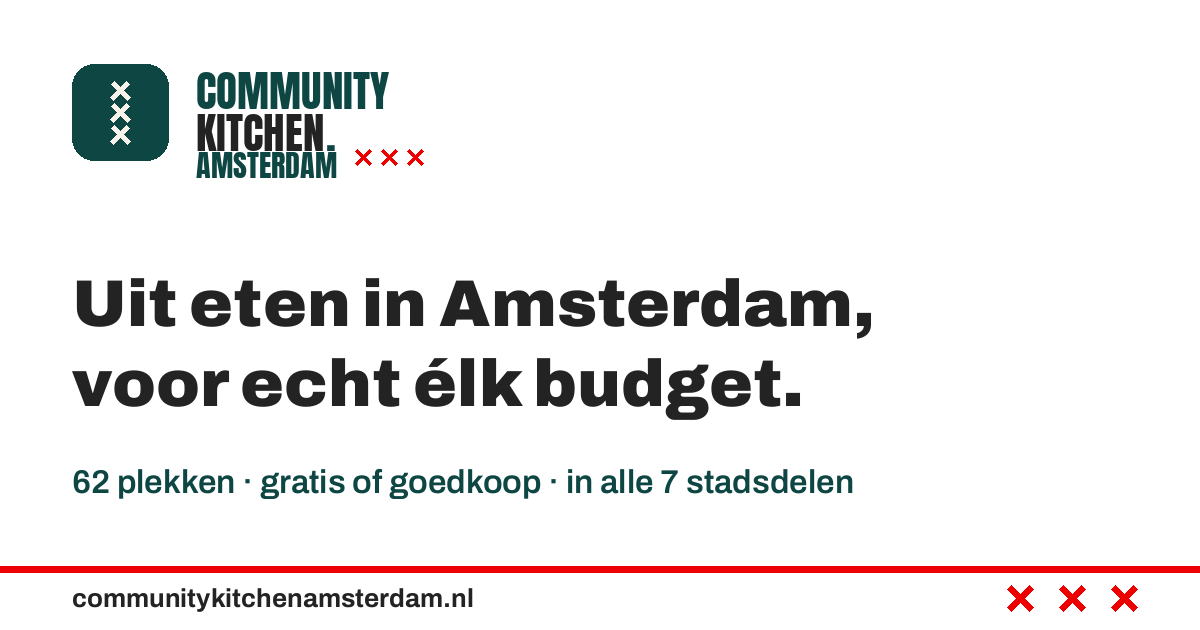 COMMUNITY
KITCHEN.
AMSTERDAM
Uit eten in Amsterdam,
voor echt élk budget.
62 plekken · gratis of goedkoop · in alle 7 stadsdelen
communitykitchenamsterdam.nl